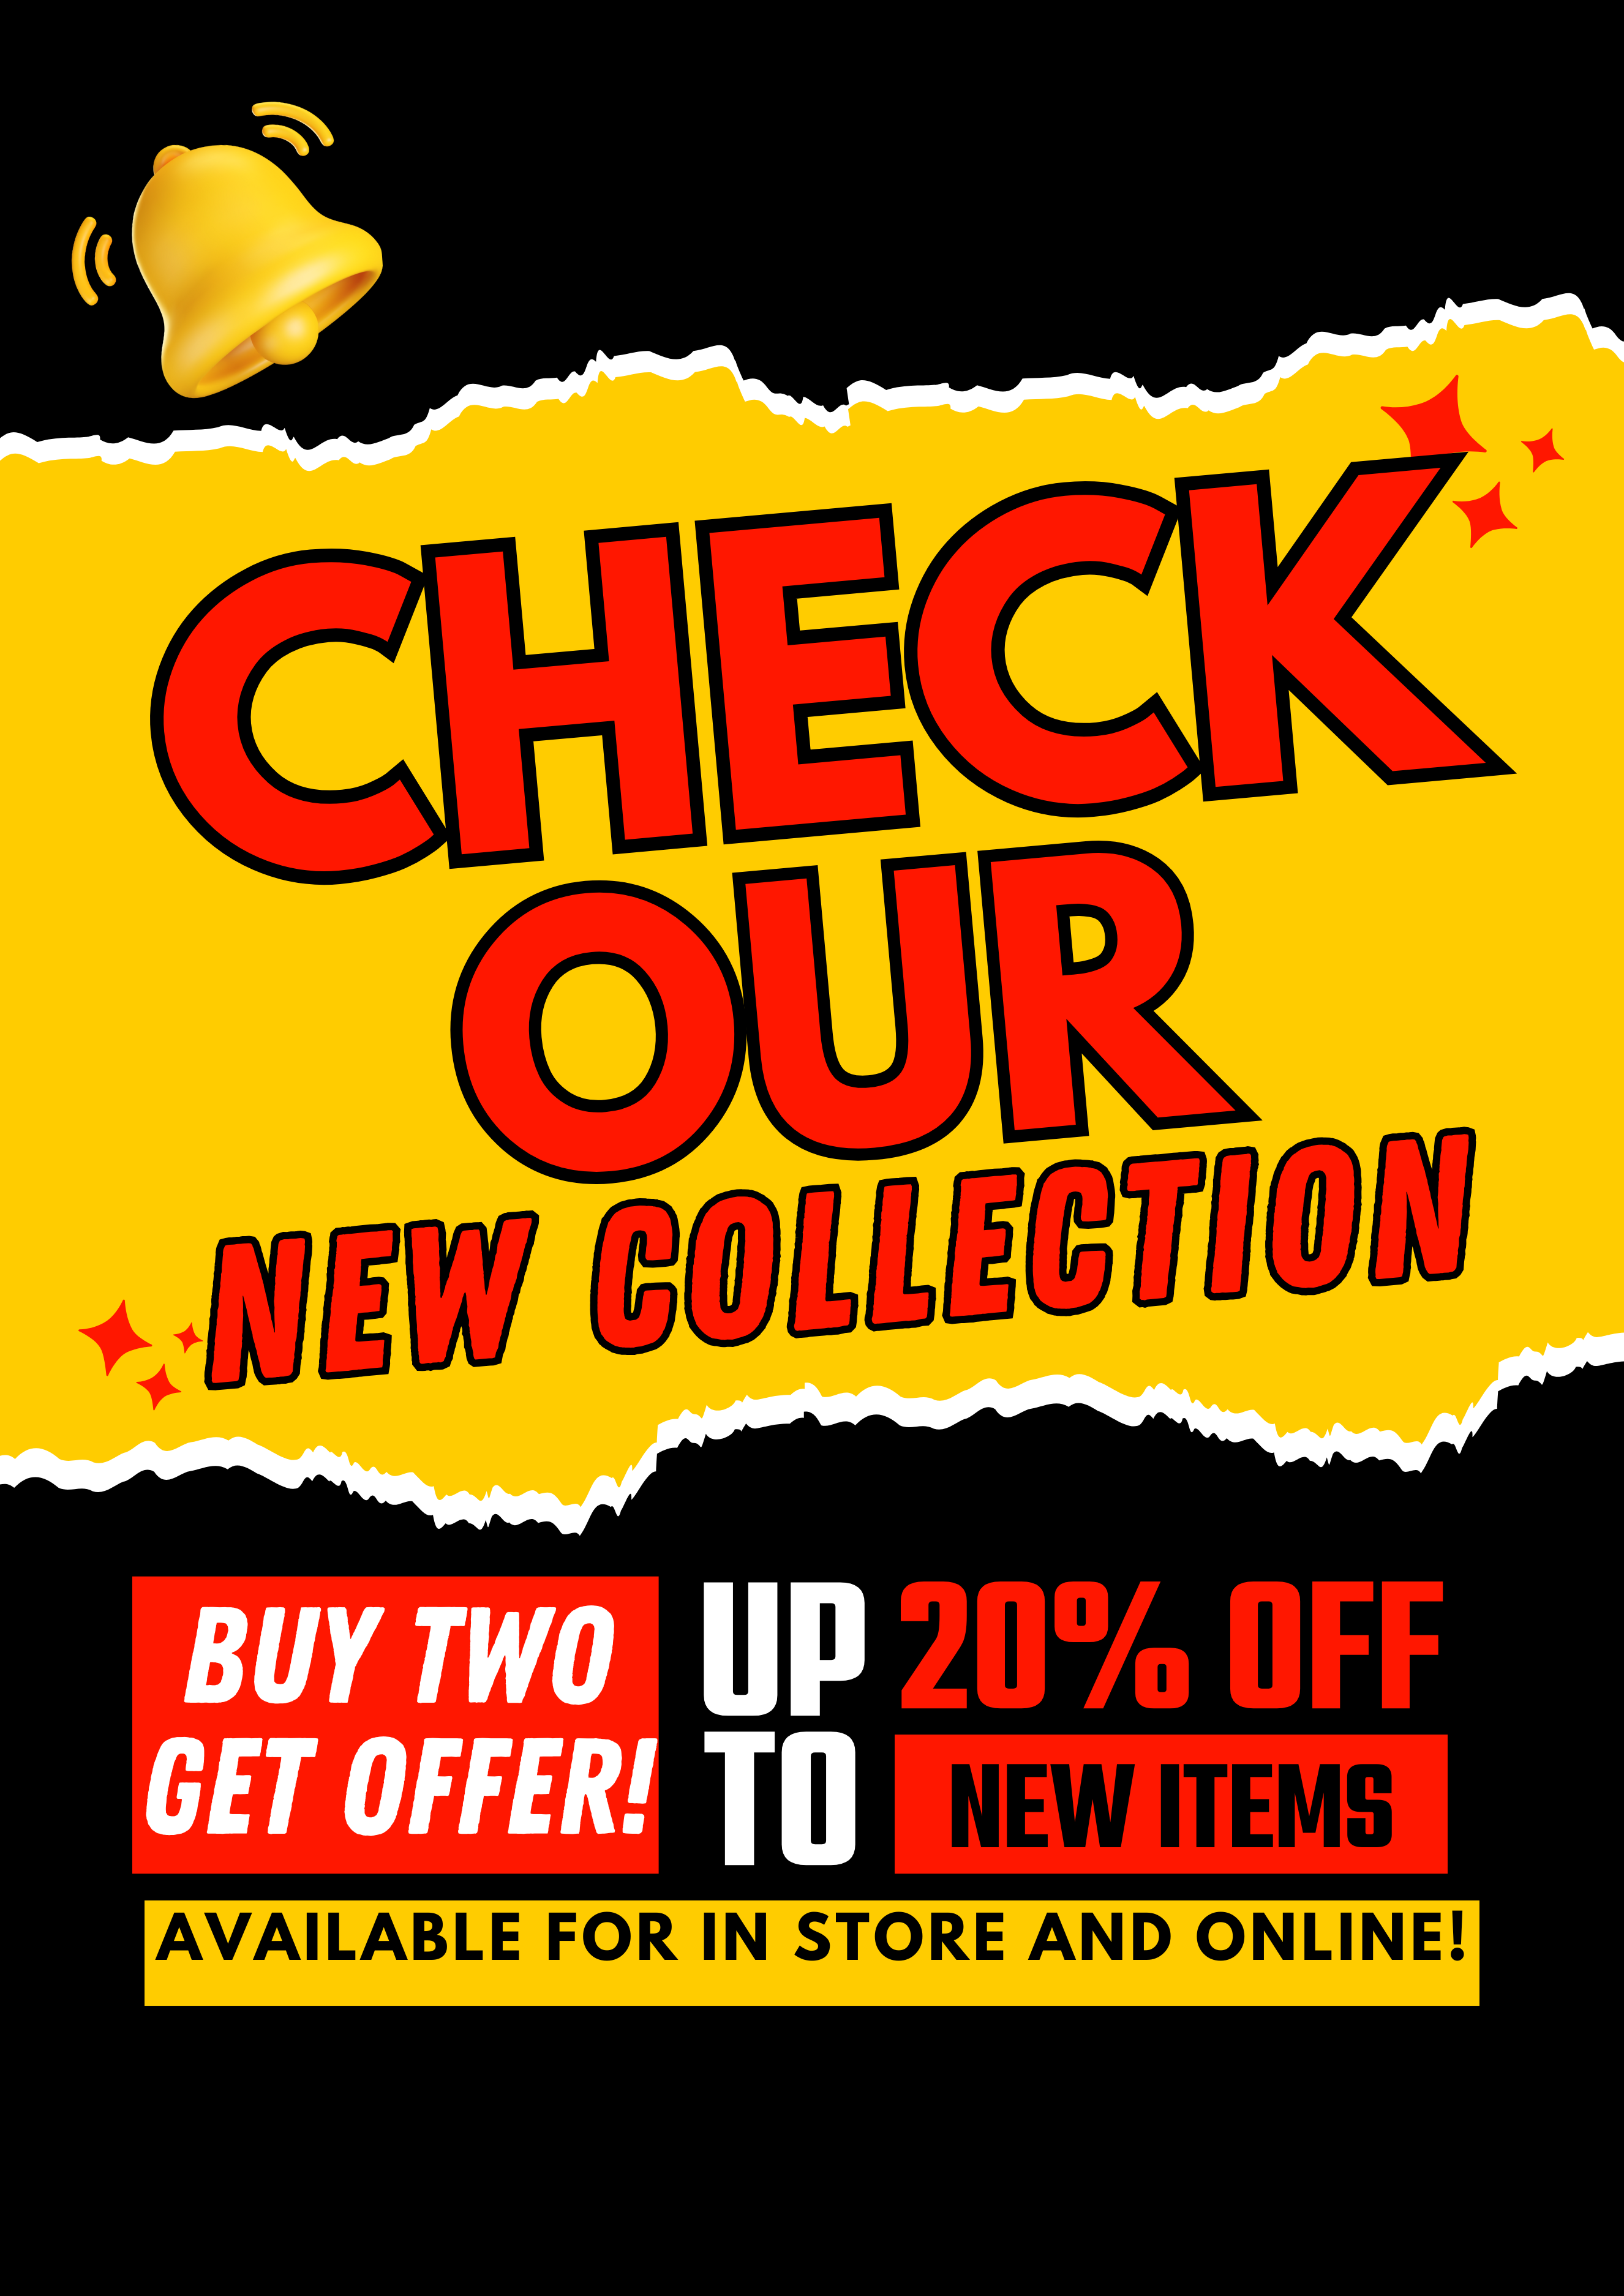 CHECK
OUR
NEW COLLECTION
BUY TWO
GET OFFER!
UP
TO
20% OFF
NEW ITEMS
AVAILABLE FOR IN STORE AND ONLINE!